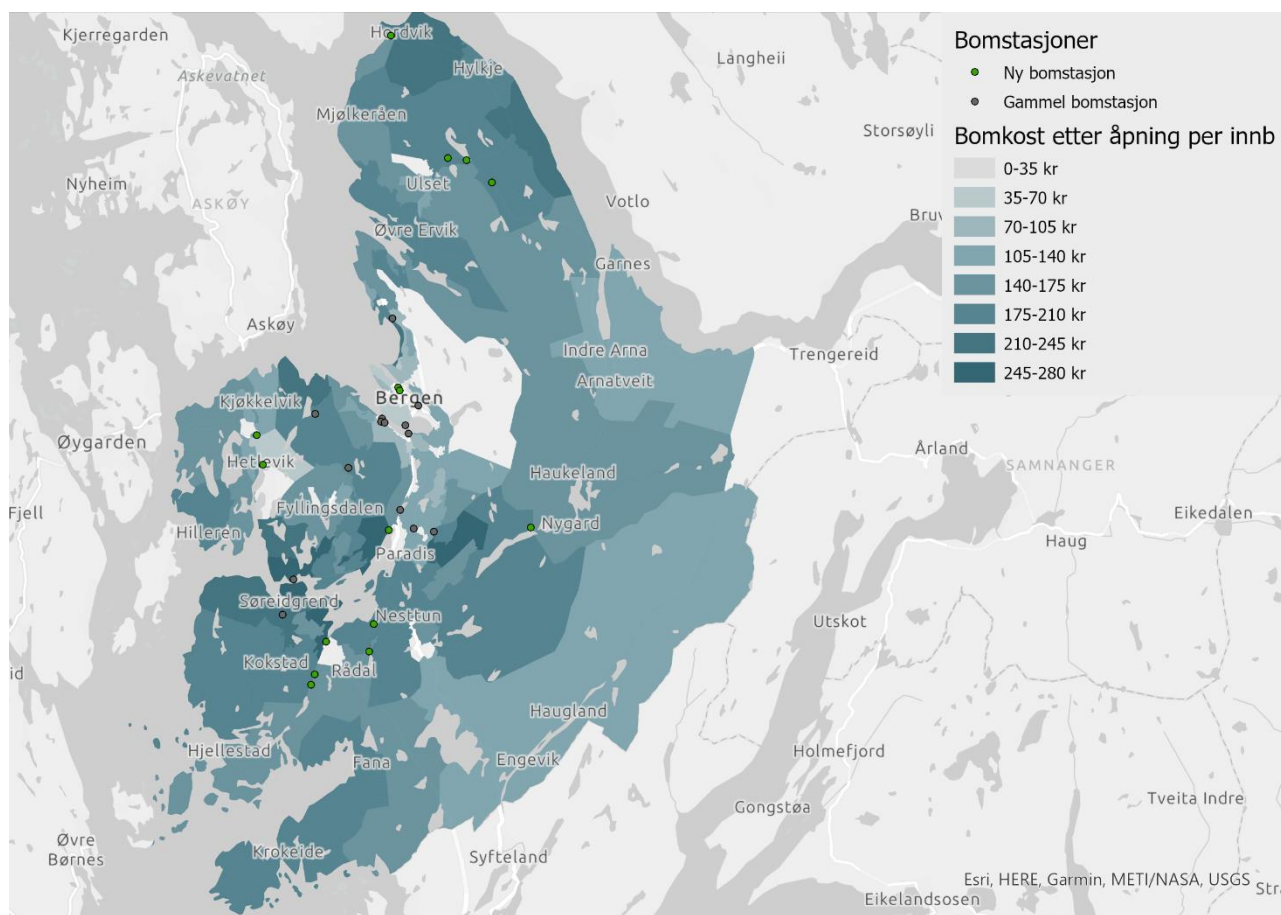 Bomstasjoner
Ny bomstasjon
Gammel bomstasjon
Bomkost etter åpning per innb
0-35 kr
35-70 kr
70-105 kr
105-140 kr
140-175 kr
175-210 kr
210-245 kr
245-280 kr
Kjerregarden
Hordvik
Langheii
Askevatnet
Hylkje
Mjølkeråen
Storsøyli
Nyheim
Ulset
ASKØY
Votlo
Bruv
Øvre Ervik
Garnes
Askøy
Indre Arna
Trengereid
Arnatveit
Bergen
Kjøkkelvik
Øygarden
Årland
Hetlevik
Haukeland
SAMNANGER
Fjell
Fyllingsdalen
Eikedalen
Hilleren
Nygård
Haug
Paradis
Søreidgrend
Nesttun
Utskot
Kokstad
Rådal
id
Haugland
Hjellestad
Holmefjord
Fana
Engevik
Gongstøa
Tveita Indre
Øvre
Børnes
Krokeide
Syfteland
Esri, HERE, Garmin, METI/NASA, USGS
Stra
Eikelandsosen